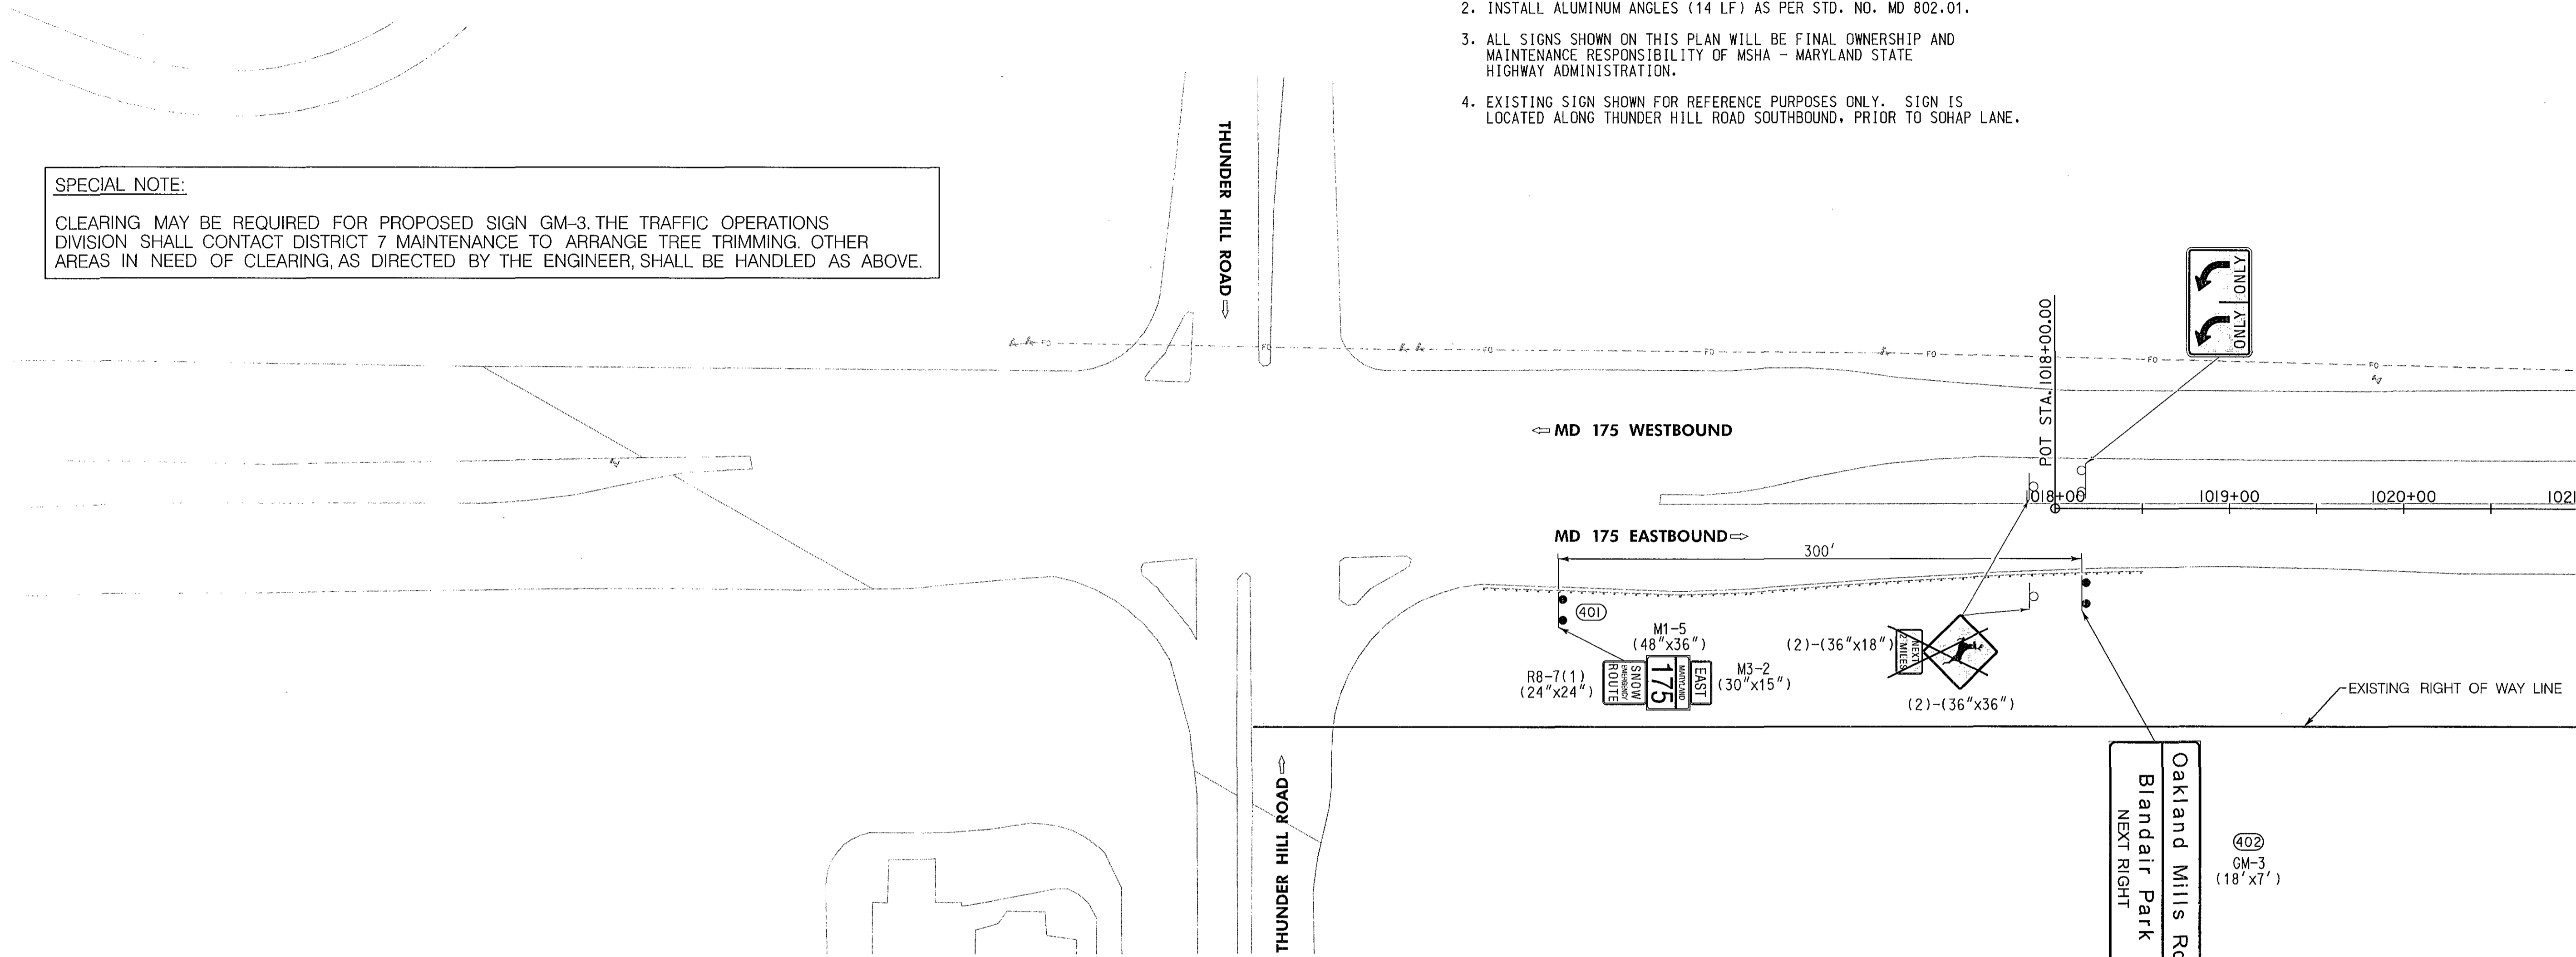 2. INSTALL ALUMINUM ANGLES (14 LF) AS PER STD. NO. MD 802.01.
3. ALL SIGNS SHOWN ON THIS PLAN WILL BE FINAL OWNERSHIP AND
MAINTENANCE RESPONSIBILITY OF MSHA - MARYLAND STATE
HIGHWAY ADMINISTRATION.
4. EXISTING SIGN SHOWN FOR REFERENCE PURPOSES ONLY. SIGN IS
LOCATED ALONG THUNDER HILL ROAD SOUTHBOUND, PRIOR TO SOHAP LANE.
SPECIAL NOTE:
CLEARING MAY BE REQUIRED FOR PROPOSED SIGN GM-3. THE TRAFFIC OPERATIONS
DIVISION SHALL CONTACT DISTRICT 7 MAINTENANCE TO ARRANGE TREE TRIMMING. OTHER
AREAS IN NEED OF CLEARING, AS DIRECTED BY THE ENGINEER, SHALL BE HANDLED AS ABOVE.
THUNDER HILL ROAD
ONLY
ONLY
FO
FO
FO
FO
FO
FO
FO
POT STA. 1018+00.00
MD 175 WESTBOUND
1018+00
1019+00
1020+00
1021
MD 175 EASTBOUND
300'
401
M1-5
(48"x36")
R8-7(1)
(24"x24")
SNOW
EMERGENCY
ROUTE
MARYLAND
175
EAST
M3-2
(30"x15")
(2)-(36"x18")
NEXT
2 MILES
(2)-(36"x36")
EXISTING RIGHT OF WAY LINE
THUNDER HILL ROAD
Oakland Mills Ro
Blandair Park
NEXT RIGHT
402
GM-3
(18'x7')